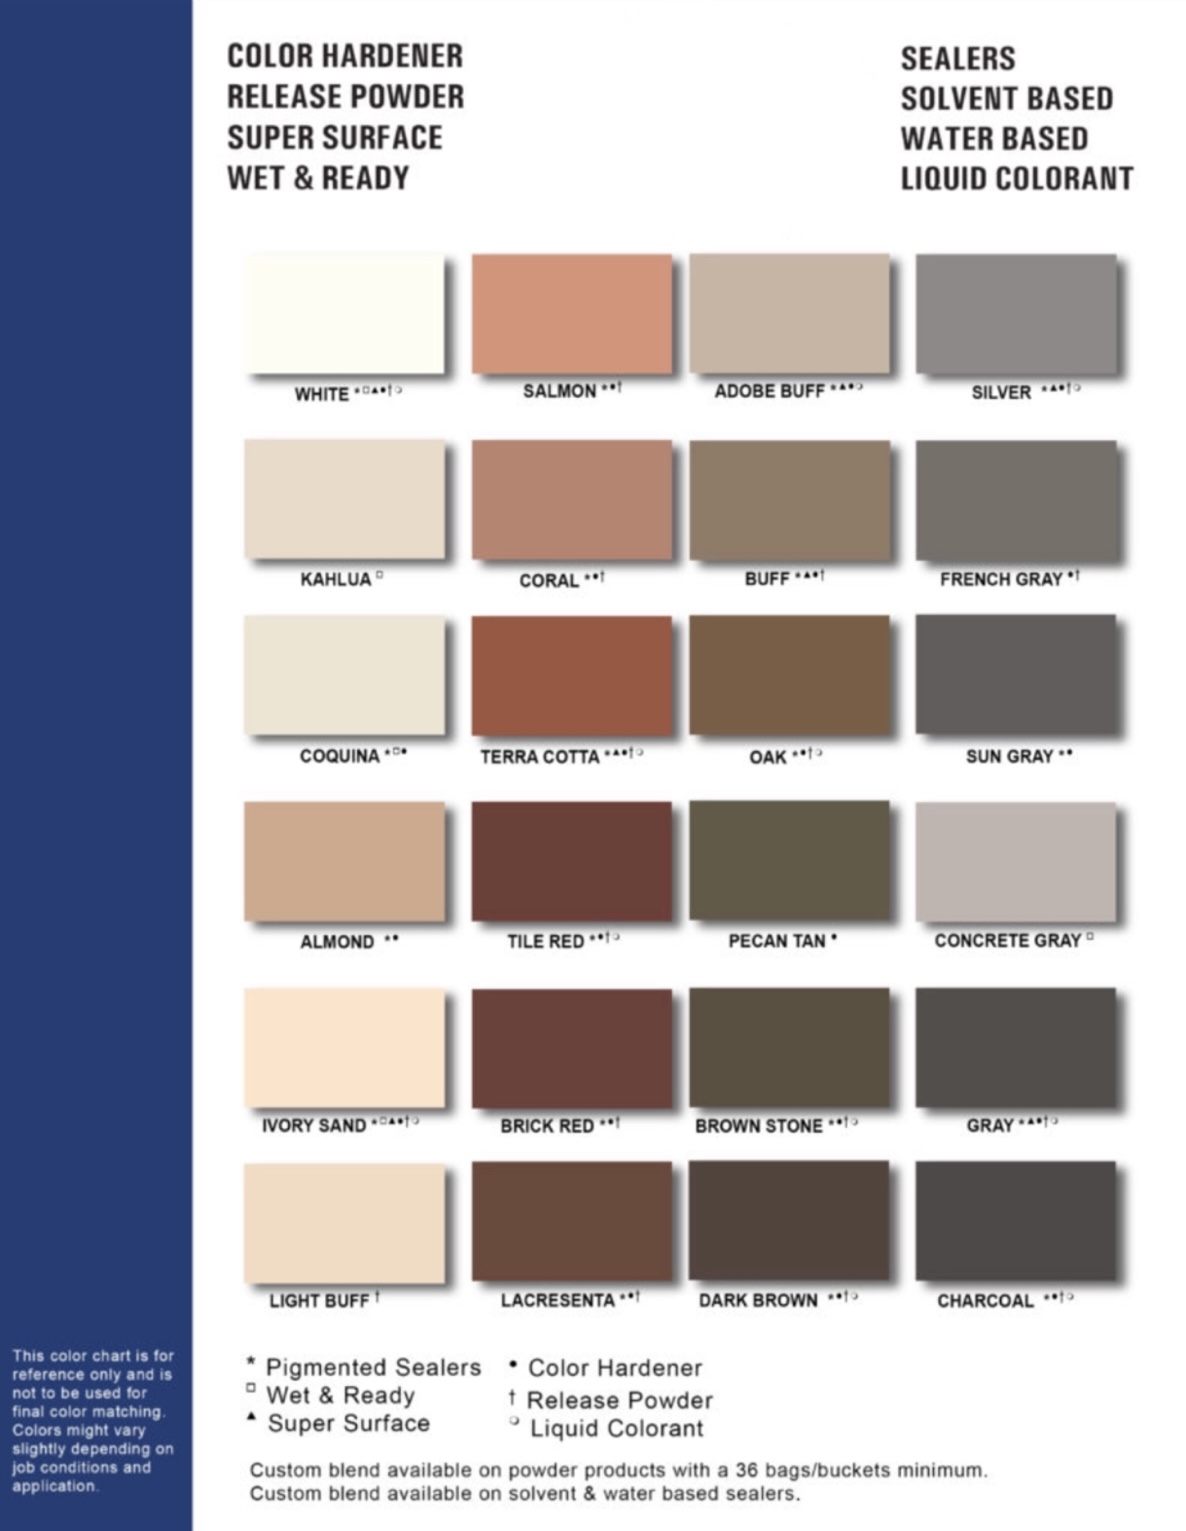 COLOR HARDENER
RELEASE POWDER
SUPER SURFACE
WET & READY
SEALERS
SOLVENT BASED
WATER BASED
LIQUID COLORANT
WHITE *□▲•†○
SALMON *•†
ADOBE BUFF *▲•○
SILVER *▲•†○
KAHLUA □
CORAL *•†
BUFF *▲•†
FRENCH GRAY •†
COQUINA *□•
TERRA COTTA *▲•†○
OAK *•†○
SUN GRAY *•
ALMOND *•
TILE RED *•†○
PECAN TAN •
CONCRETE GRAY □
IVORY SAND *□▲•†○
BRICK RED *•†
BROWN STONE *•†○
GRAY *▲•†○
LIGHT BUFF †
LACRESENTA *•†
DARK BROWN *•†○
CHARCOAL *•†○
* Pigmented Sealers
□ Wet & Ready
▲ Super Surface
• Color Hardener
† Release Powder
○ Liquid Colorant
Custom blend available on powder products with a 36 bags/buckets minimum.
Custom blend available on solvent & water based sealers.
This color chart is for
reference only and is
not to be used for
final color matching.
Colors might vary
slightly depending on
job conditions and
application.